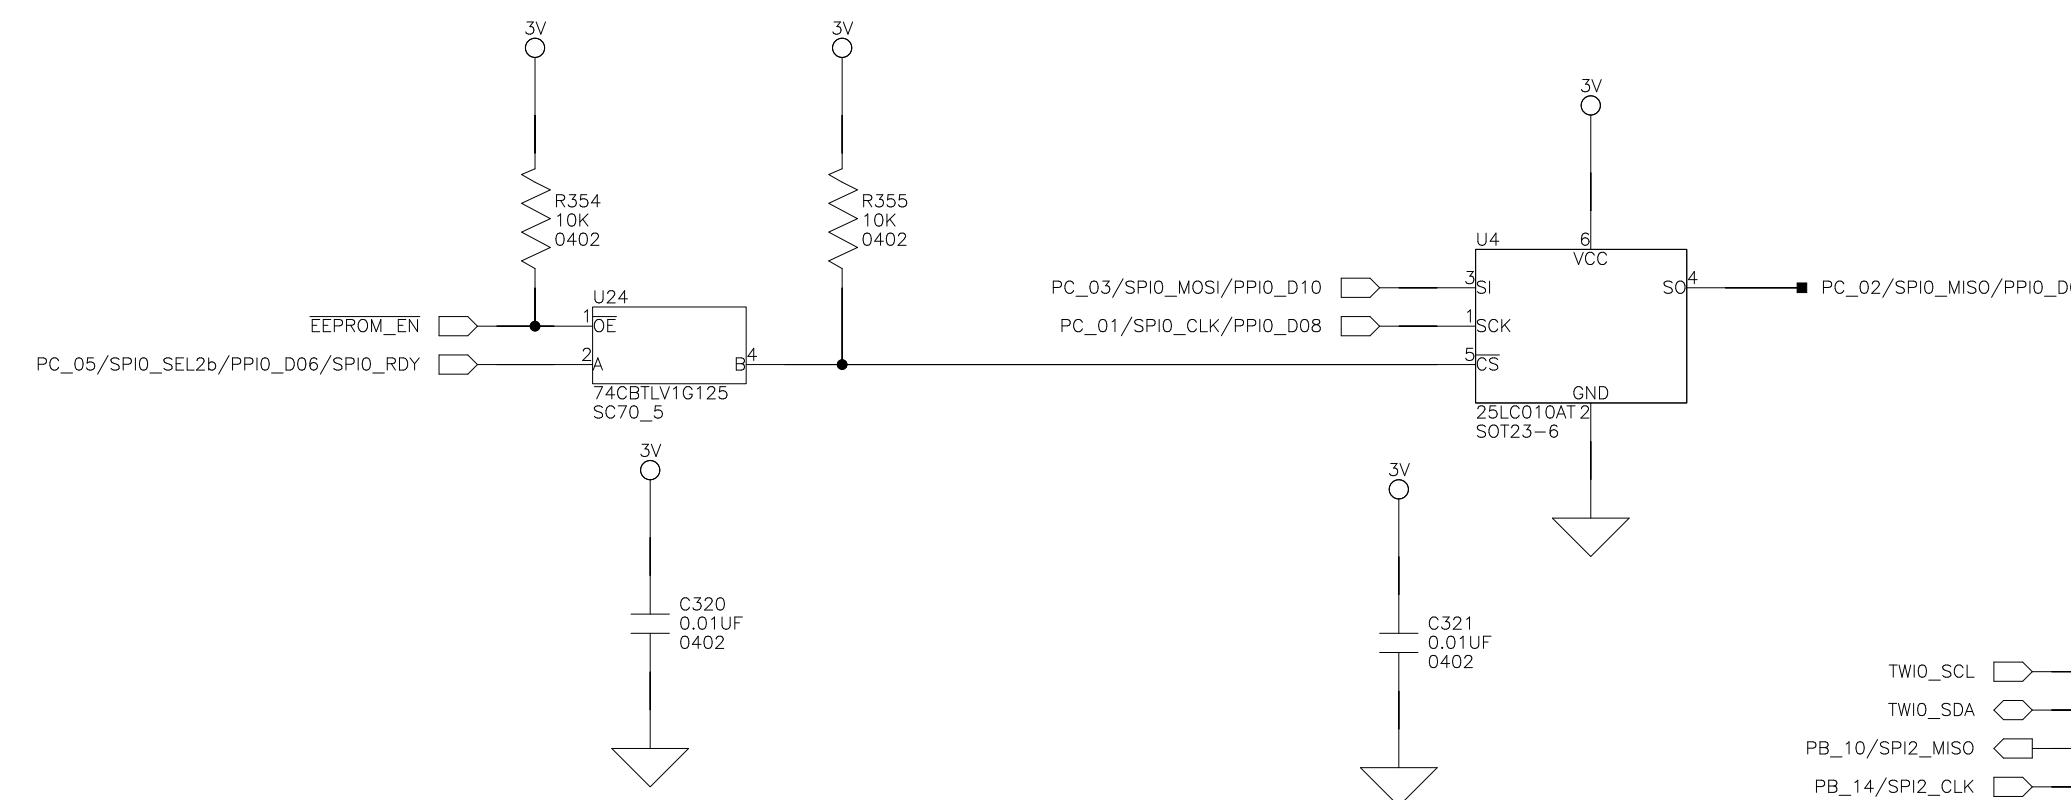 3V
3V
3V
R354
10K
0402
R355
10K
0402
U4
6
VCC
PC_03/SPI0_MOSI/PPI0_D10
3
SI
SO
4
PC_02/SPI0_MISO/PPI0_D
U24
EEPROM_EN
1
OE
PC_01/SPI0_CLK/PPI0_D08
1
SCK
PC_05/SPI0_SEL2b/PPI0_D06/SPI0_RDY
2
A
B
4
5
CS
74CBTLV1G125
SC70_5
GND
25LC010AT
2
SOT23-6
3V
3V
C320
0.01UF
0402
C321
0.01UF
0402
TWI0_SCL
TWI0_SDA
PB_10/SPI2_MISO
PB_14/SPI2_CLK